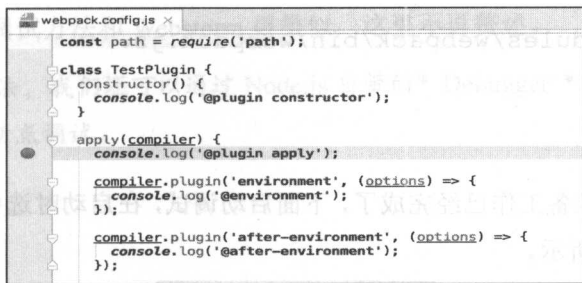 webpack.config.js ×
const path = require('path');
class TestPlugin {
constructor() {
console.log('@plugin constructor');
}
apply(compiler) {
console.log('@plugin apply');
compiler.plugin('environment', (options) => {
console.log('@environment');
});
compiler.plugin('after-environment', (options) => {
console.log('@after-environment');
});